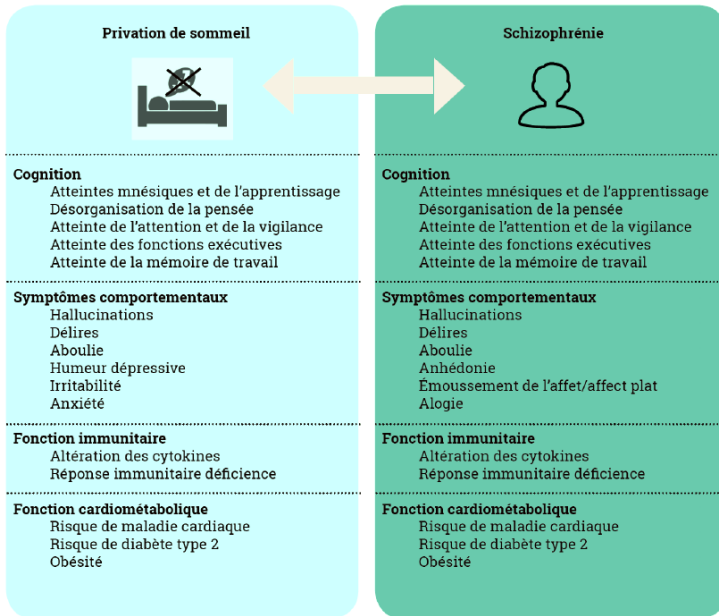 Privation de sommeil
Cognition
Atteintes mnésiques et de l'apprentissage
Désorganisation de la pensée
Atteinte de l'attention et de la vigilance
Atteinte des fonctions exécutives
Atteinte de la mémoire de travail
Symptômes comportementaux
Hallucinations
Délires
Aboulie
Humeur dépressive
Irritabilité
Anxiété
Fonction immunitaire
Altération des cytokines
Réponse immunitaire déficience
Fonction cardiométabolique
Risque de maladie cardiaque
Risque de diabète type 2
Obésité
Schizophrénie
Cognition
Atteintes mnésiques et de l'apprentissage
Désorganisation de la pensée
Atteinte de l'attention et de la vigilance
Atteinte des fonctions exécutives
Atteinte de la mémoire de travail
Symptômes comportementaux
Hallucinations
Délires
Aboulie
Anhédonie
Émoussement de l'affet/affect plat
Alogie
Fonction immunitaire
Altération des cytokines
Réponse immunitaire déficience
Fonction cardiométabolique
Risque de maladie cardiaque
Risque de diabète type 2
Obésité